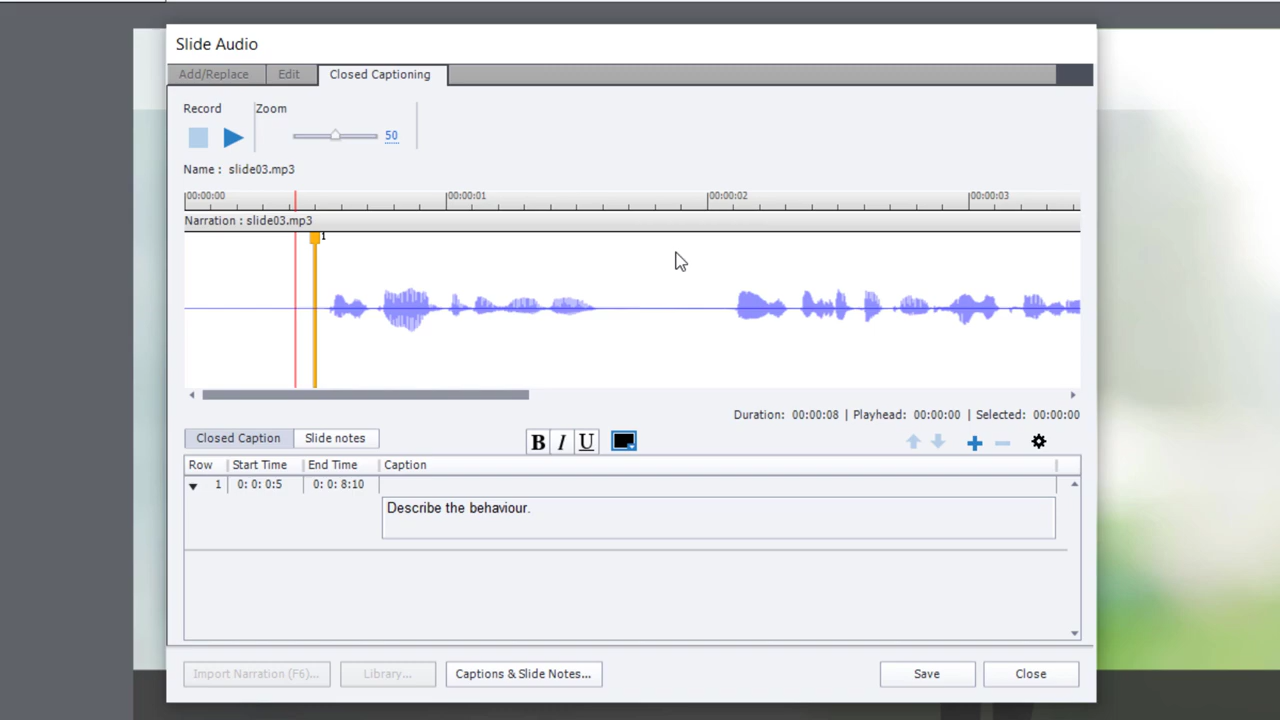 Slide Audio
Add/Replace Edit Closed Captioning
Record Zoom
50
Name : slide03.mp3
00:00:00 00:00:01 00:00:02 00:00:03
Narration : slide03.mp3
1
Duration: 00:00:08 | Playhead: 00:00:00 | Selected: 00:00:00
Closed Caption Slide notes B I U
Row Start Time End Time Caption
1 0: 0: 0:5 0: 0: 8:10
Describe the behaviour.
Import Narration (F6)... Library... Captions & Slide Notes... Save Close